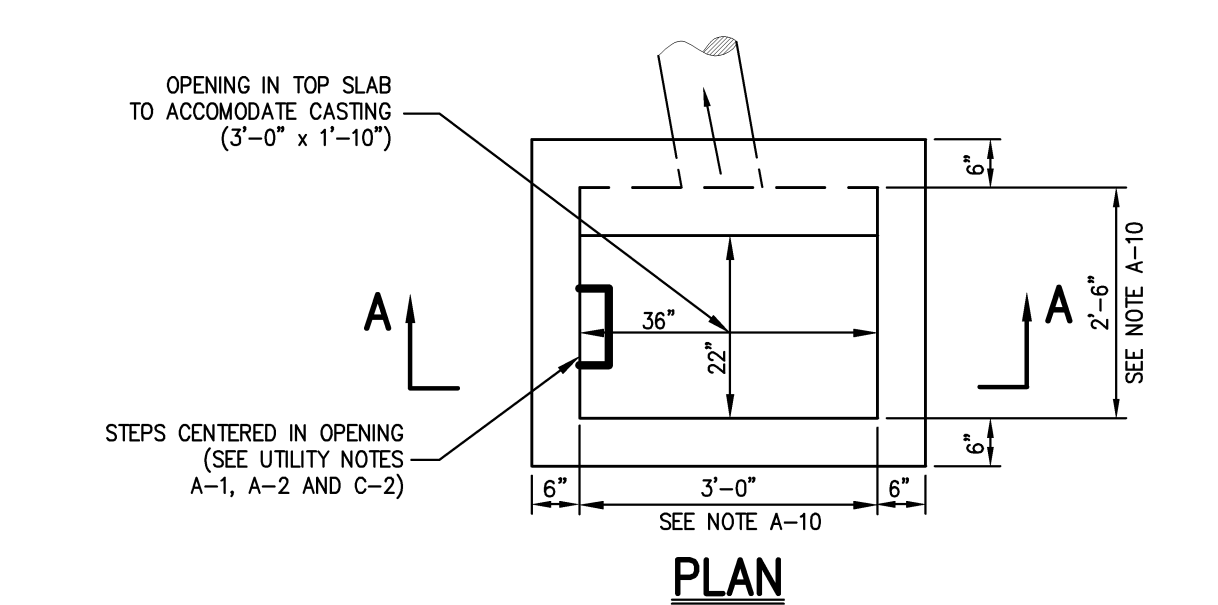 OPENING IN TOP SLAB
TO ACCOMODATE CASTING
(3'-0" x 1'-10")
6"
A
A
36"
22"
2'-6"
SEE NOTE A-10
STEPS CENTERED IN OPENING
(SEE UTILITY NOTES
A-1, A-2 AND C-2)
6"
6"
3'-0"
6"
SEE NOTE A-10
PLAN